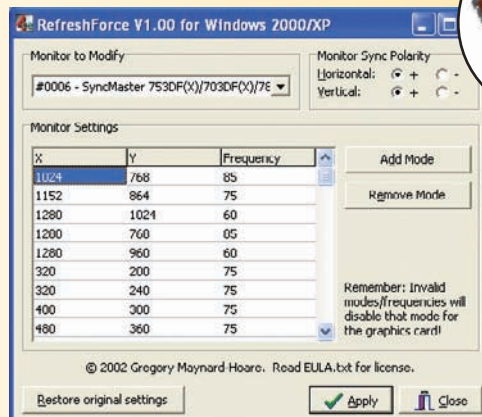 RefreshForce V1.00 for Windows 2000/XP
Monitor to Modify
#0006 - SyncMaster 753DF(X)/703DF(X)/78
Monitor Sync Polarity
Horizontal: + -
Vertical: + -
Monitor Settings
X Y Frequency
1024 768 85
1152 864 75
1280 1024 60
1280 768 85
1280 960 60
320 200 75
320 240 75
400 300 75
480 360 75
Add Mode
Remove Mode
Remember: Invalid
modes/frequencies will
disable that mode for
the graphics card!
© 2002 Gregory Maynard-Hoare. Read EULA.txt for license.
Restore original settings
Apply
Close